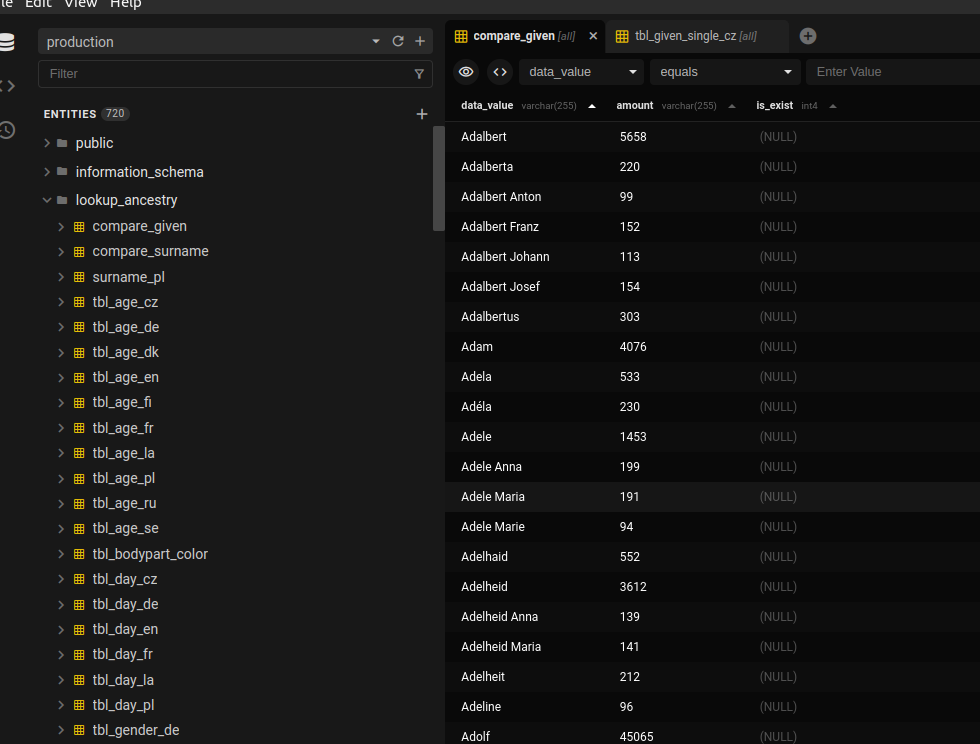 le Edit View Help
production
Filter
ENTITIES 720
public
information_schema
lookup_ancestry
compare_given
compare_surname
surname_pl
tbl_age_cz
tbl_age_de
tbl_age_dk
tbl_age_en
tbl_age_fi
tbl_age_fr
tbl_age_la
tbl_age_pl
tbl_age_ru
tbl_age_se
tbl_bodypart_color
tbl_day_cz
tbl_day_de
tbl_day_en
tbl_day_fr
tbl_day_la
tbl_day_pl
tbl_gender_de
compare_given [all] tbl_given_single_cz [all]
data_value equals Enter Value
data_value varchar(255) amount varchar(255) is_exist int4
Adalbert 5658 (NULL)
Adalberta 220 (NULL)
Adalbert Anton 99 (NULL)
Adalbert Franz 152 (NULL)
Adalbert Johann 113 (NULL)
Adalbert Josef 154 (NULL)
Adalbertus 303 (NULL)
Adam 4076 (NULL)
Adela 533 (NULL)
Adéla 230 (NULL)
Adele 1453 (NULL)
Adele Anna 199 (NULL)
Adele Maria 191 (NULL)
Adele Marie 94 (NULL)
Adelhaid 552 (NULL)
Adelheid 3612 (NULL)
Adelheid Anna 139 (NULL)
Adelheid Maria 141 (NULL)
Adelheit 212 (NULL)
Adeline 96 (NULL)
Adolf 45065 (NULL)